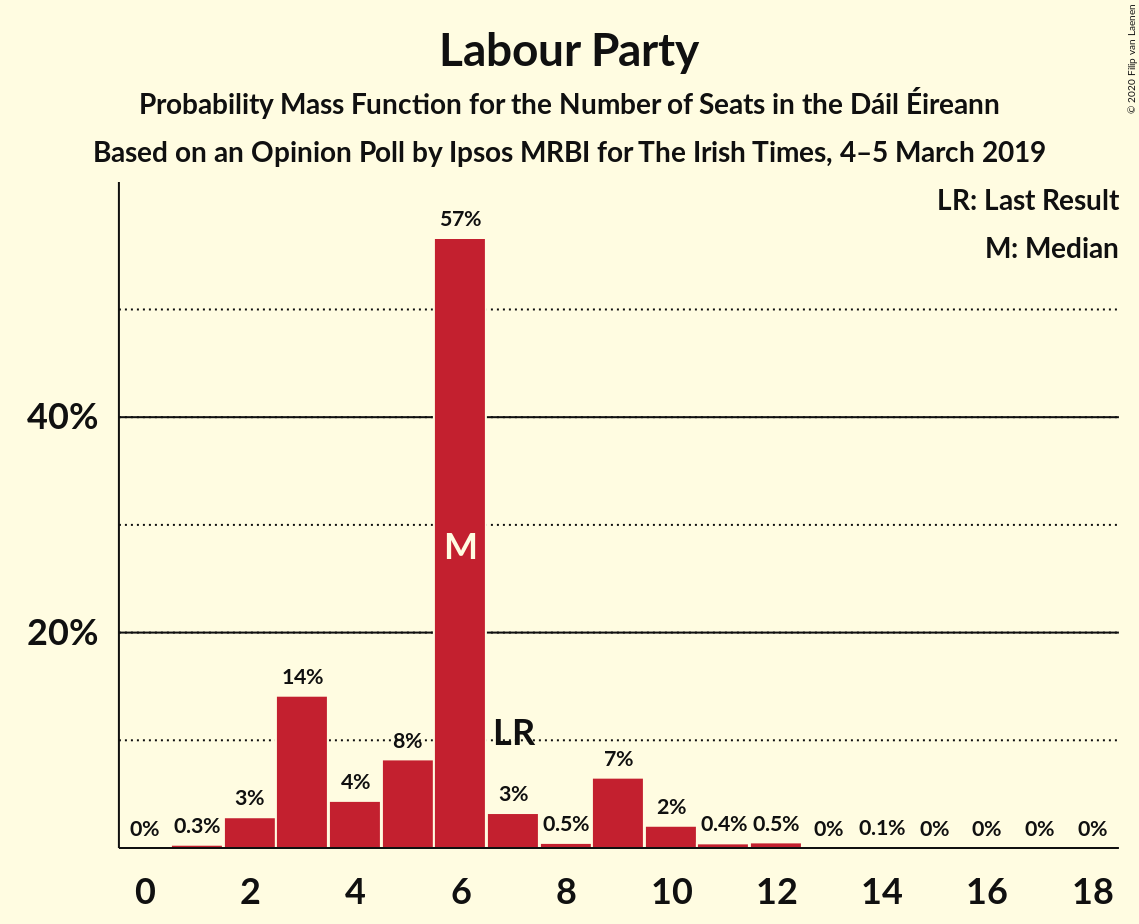 Labour Party
Probability Mass Function for the Number of Seats in the Dáil Éireann
Based on an Opinion Poll by Ipsos MRBI for The Irish Times, 4–5 March 2019
© 2020 Filip van Laenen
LR: Last Result
M: Median
57%
40%
M
20%
14%
LR
8%
7%
4%
3%
3%
2%
0% 0.3% 0.5% 0.4% 0.5% 0% 0.1% 0% 0% 0% 0%
0 2 4 6 8 10 12 14 16 18